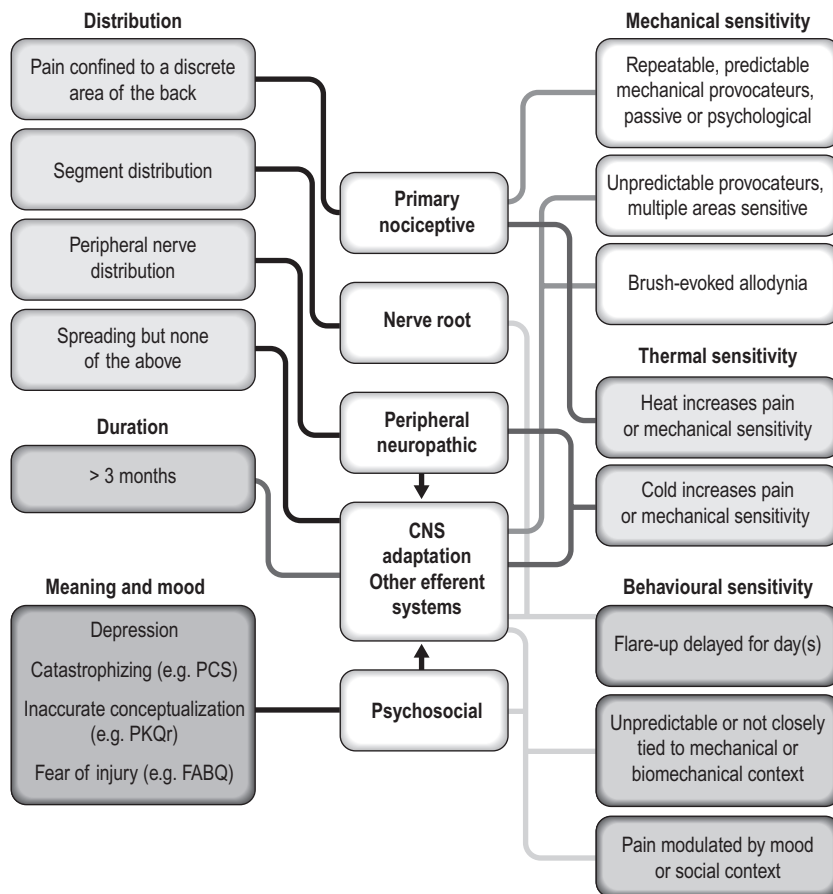 Distribution
Pain confined to a discrete
area of the back
Segment distribution
Peripheral nerve
distribution
Spreading but none
of the above
Duration
> 3 months
Meaning and mood
Depression
Catastrophizing (e.g. PCS)
Inaccurate conceptualization
(e.g. PKQr)
Fear of injury (e.g. FABQ)
Primary
nociceptive
Nerve root
Peripheral
neuropathic
CNS
adaptation
Other efferent
systems
Psychosocial
Mechanical sensitivity
Repeatable, predictable
mechanical provocateurs,
passive or psychological
Unpredictable provocateurs,
multiple areas sensitive
Brush-evoked allodynia
Thermal sensitivity
Heat increases pain
or mechanical sensitivity
Cold increases pain
or mechanical sensitivity
Behavioural sensitivity
Flare-up delayed for day(s)
Unpredictable or not closely
tied to mechanical or
biomechanical context
Pain modulated by mood
or social context